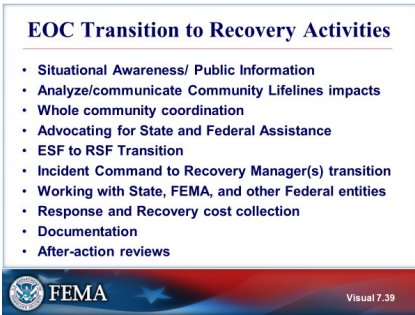 EOC Transition to Recovery Activities
• Situational Awareness/ Public Information
• Analyze/communicate Community Lifelines impacts
• Whole community coordination
• Advocating for State and Federal Assistance
• ESF to RSF Transition
• Incident Command to Recovery Manager(s) transition
• Working with State, FEMA, and other Federal entities
• Response and Recovery cost collection
• Documentation
• After-action reviews
FEMA
Visual 7.39